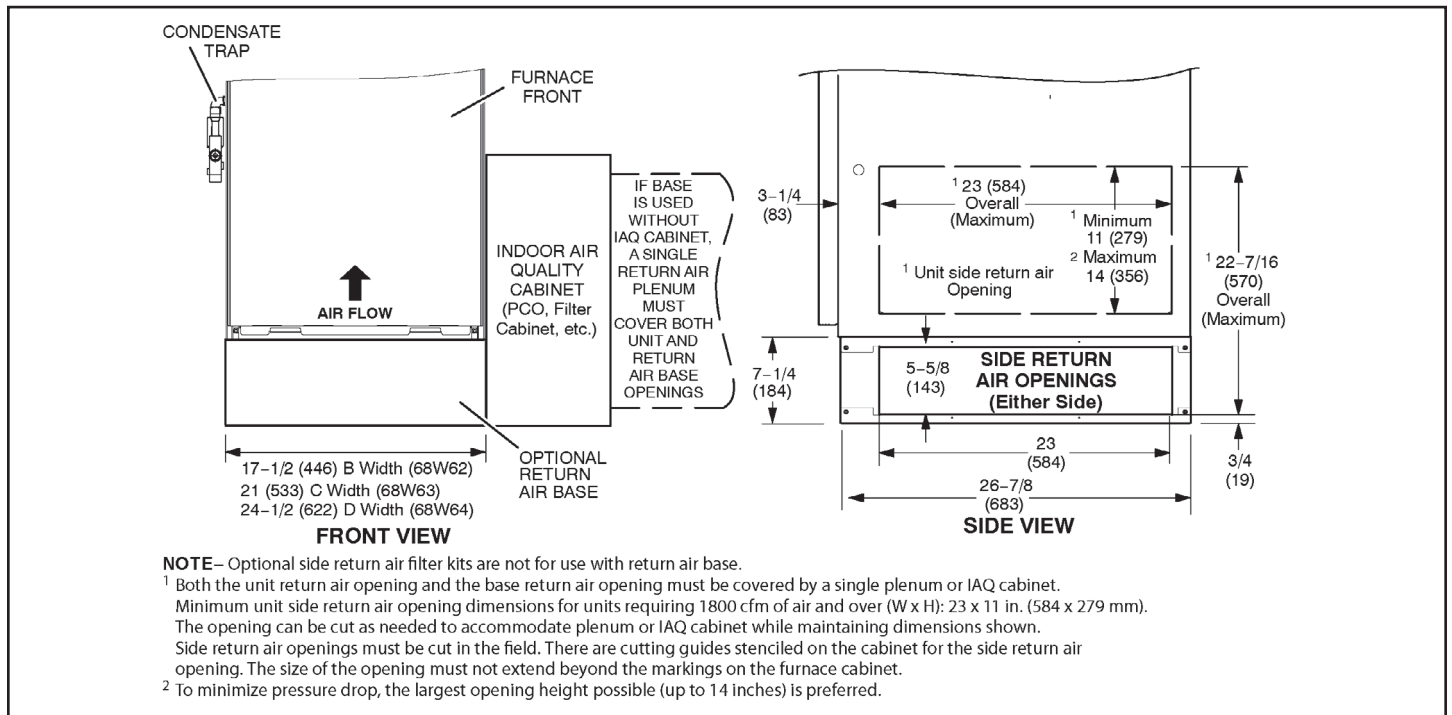 CONDENSATE
TRAP
FURNACE
FRONT
AIR FLOW
INDOOR AIR
QUALITY
CABINET
(PCO, Filter
Cabinet, etc.)
IF BASE
IS USED
WITHOUT
IAQ CABINET,
A SINGLE
RETURN AIR
PLENUM
MUST
COVER BOTH
UNIT AND
RETURN
AIR BASE
OPENINGS
OPTIONAL
RETURN
AIR BASE
17−1/2 (446) B Width (68W62)
21 (533) C Width (68W63)
24−1/2 (622) D Width (68W64)
FRONT VIEW
3−1/4
(83)
1 23 (584)
Overall
(Maximum)
1 Minimum
11 (279)
2 Maximum
14 (356)
1 Unit side return air
Opening
1 22−7/16
(570)
Overall
(Maximum)
7−1/4
(184)
5−5/8
(143)
SIDE RETURN
AIR OPENINGS
(Either Side)
23
(584)
26−7/8
(683)
3/4
(19)
SIDE VIEW
NOTE− Optional side return air filter kits are not for use with return air base.
1 Both the unit return air opening and the base return air opening must be covered by a single plenum or IAQ cabinet.
Minimum unit side return air opening dimensions for units requiring 1800 cfm of air and over (W x H): 23 x 11 in. (584 x 279 mm).
The opening can be cut as needed to accommodate plenum or IAQ cabinet while maintaining dimensions shown.
Side return air openings must be cut in the field. There are cutting guides stenciled on the cabinet for the side return air
opening. The size of the opening must not extend beyond the markings on the furnace cabinet.
2 To minimize pressure drop, the largest opening height possible (up to 14 inches) is preferred.